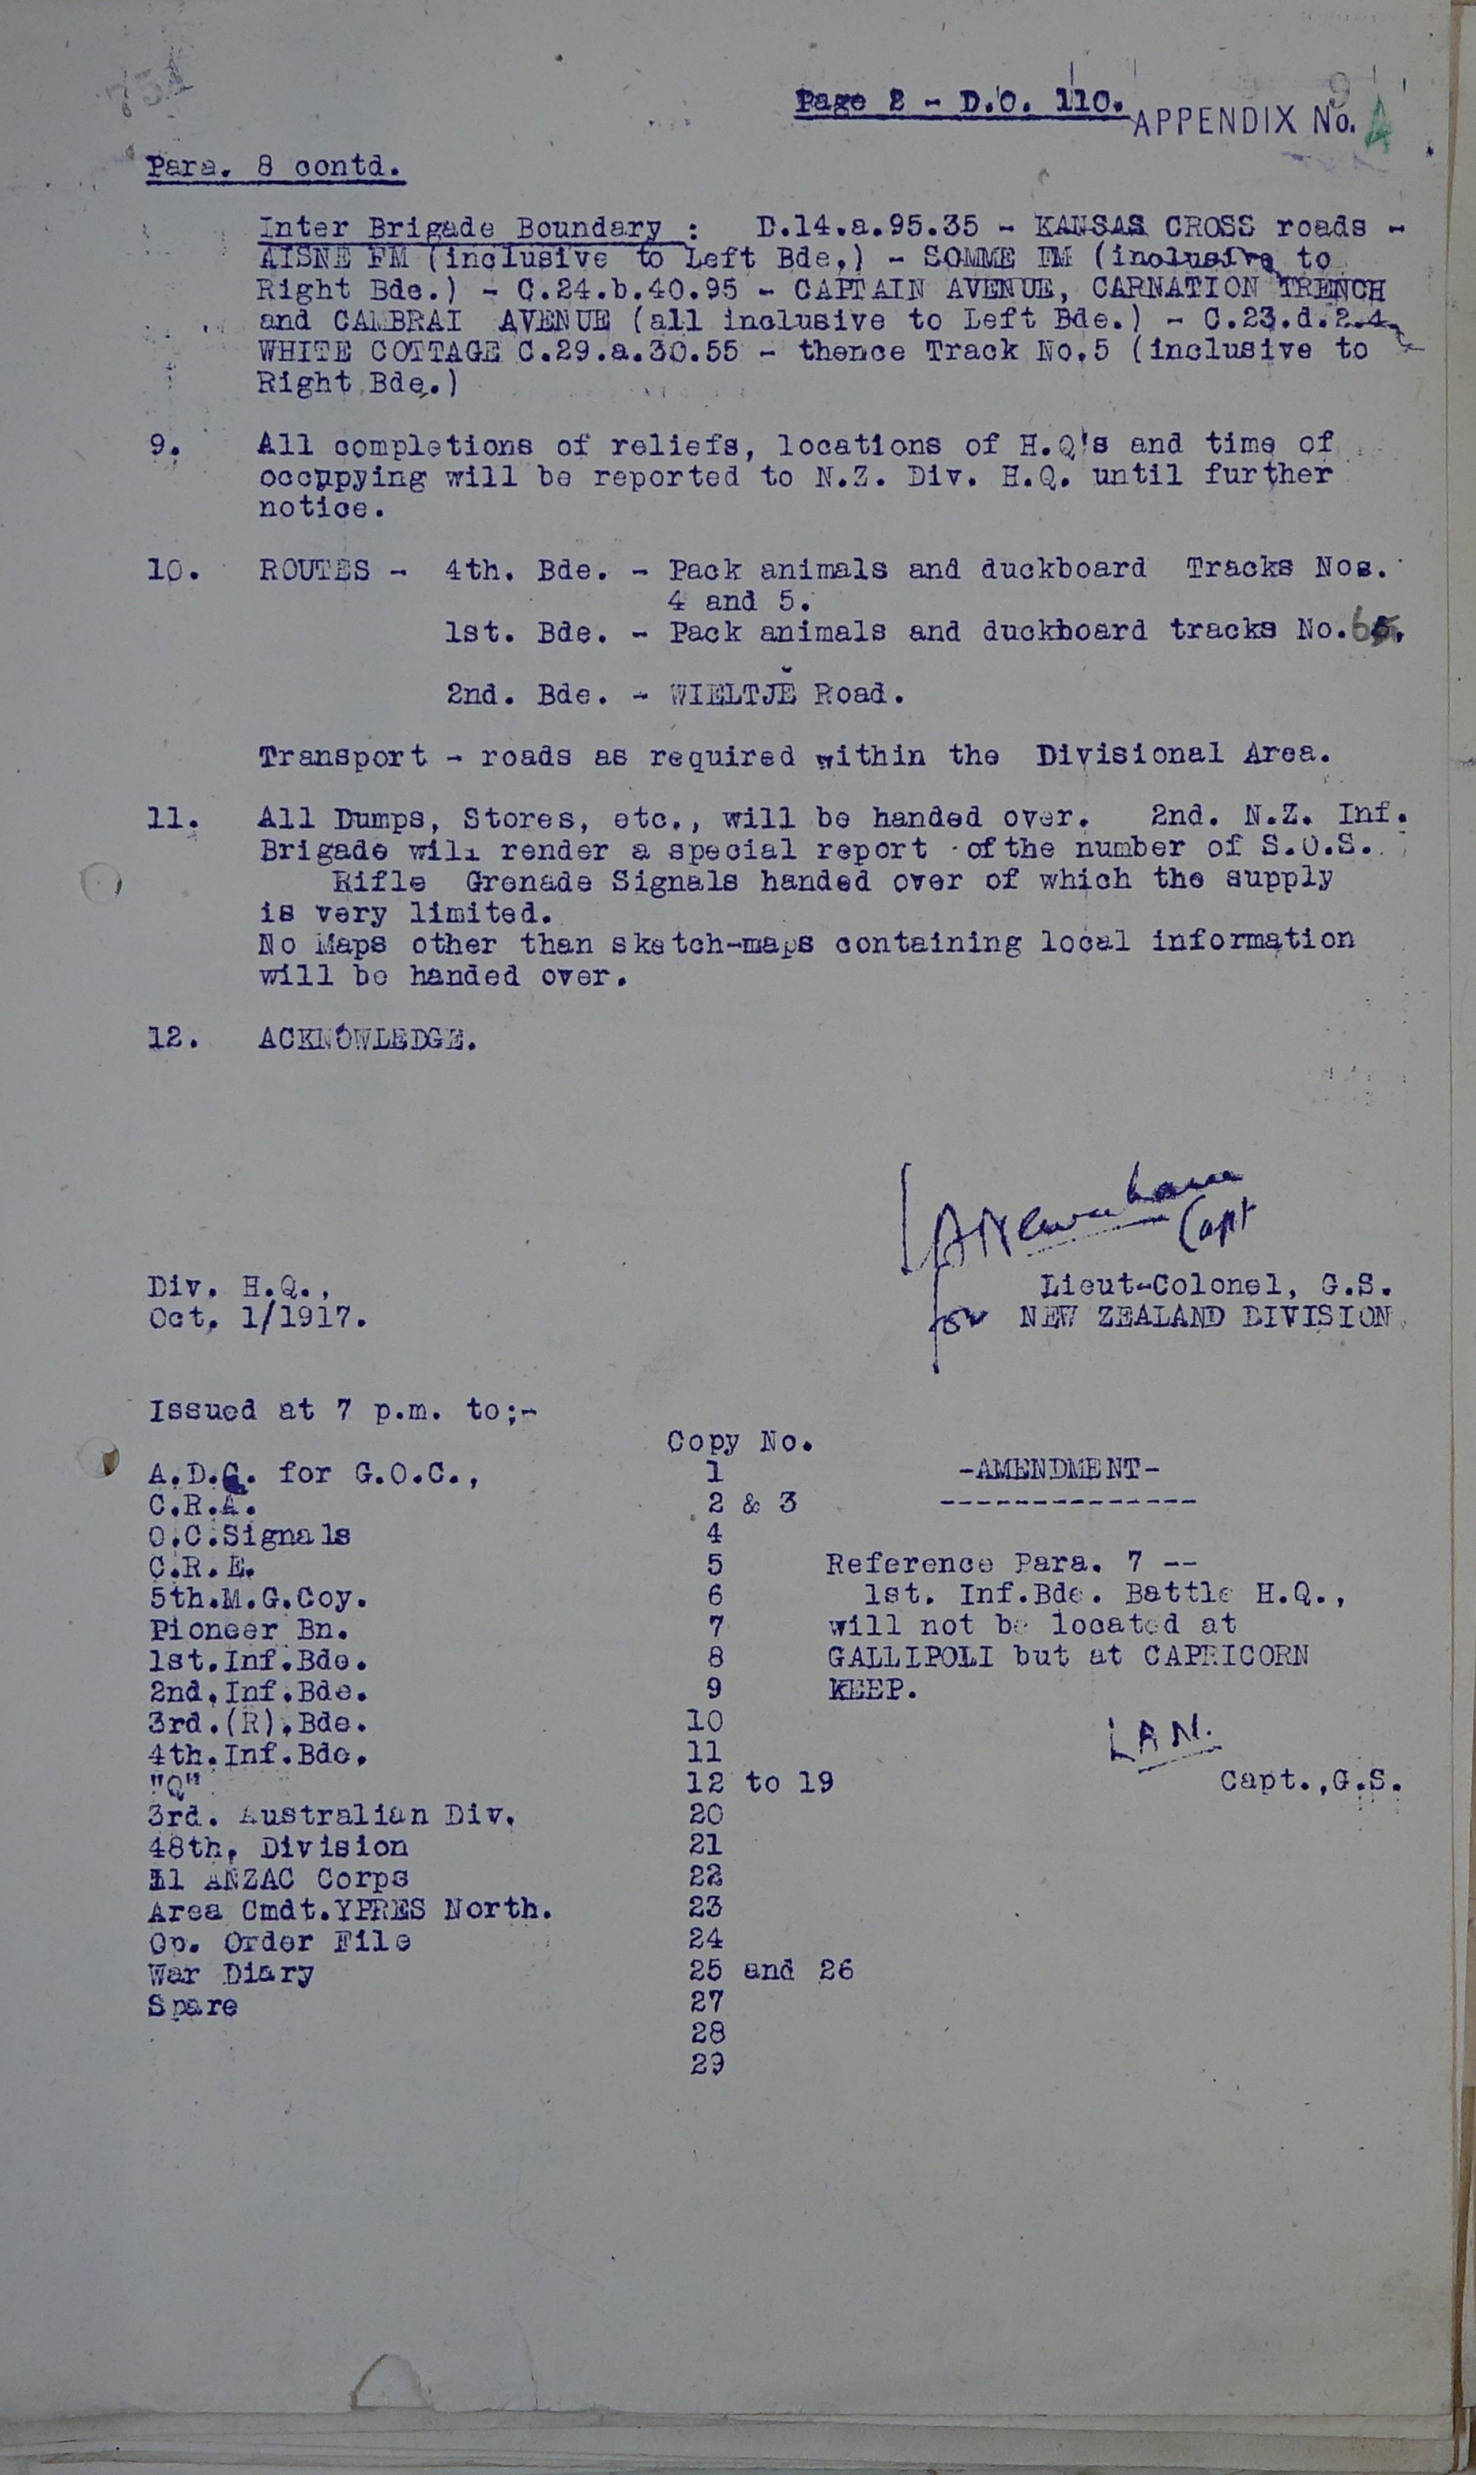 Page 2 - D.O. 110.
9
APPENDIX No. A
Para. 8 contd.
Inter Brigade Boundary : D.14.a.95.35 - KANSAS CROSS roads -
AISNE FM (inclusive to Left Bde.) - SOMME FM (inclusive to
Right Bde.) - C.24.b.40.95 - CAPTAIN AVENUE, CARNATION TRENCH
and CAMBRAI AVENUE (all inclusive to Left Bde.) - C.23.d.2.4.
WHITE COTTAGE C.29.a.30.55 - thence Track No.5 (inclusive to
Right Bde.)
9. All completions of reliefs, locations of H.Q's and time of
occupying will be reported to N.Z. Div. H.Q. until further
notice.
10. ROUTES - 4th. Bde. - Pack animals and duckboard Tracks Nos.
4 and 5.
1st. Bde. - Pack animals and duckboard tracks No. 6
2nd. Bde. - WIELTJE Road.
Transport - roads as required within the Divisional Area.
11. All Dumps, Stores, etc., will be handed over. 2nd. N.Z. Inf.
Brigade will render a special report of the number of S.O.S.
Rifle Grenade Signals handed over of which the supply
is very limited.
No Maps other than sketch-maps containing local information
will be handed over.
12. ACKNOWLEDGE.
Capt
Div. H.Q., Lieut-Colonel, G.S.
Oct. 1/1917. for NEW ZEALAND DIVISION
Issued at 7 p.m. to;-
Copy No.
A.D.C. for G.O.C., 1 -AMENDMENT-
C.R.A. 2 & 3 --------------
O.C.Signals 4
C.R.E. 5 Reference Para. 7 --
5th.M.G.Coy. 6 1st. Inf.Bde. Battle H.Q.,
Pioneer Bn. 7 will not be located at
1st.Inf.Bde. 8 GALLIPOLI but at CAPRICORN
2nd.Inf.Bde. 9 KEEP.
3rd.(R).Bde. 10
4th.Inf.Bde. 11 L A N.
"Q" 12 to 19 Capt.,G.S.
3rd. Australian Div. 20
48th. Division 21
11 ANZAC Corps 22
Area Cmdt.YPRES North. 23
Op. Order File 24
War Diary 25 and 26
Spare 27
28
29